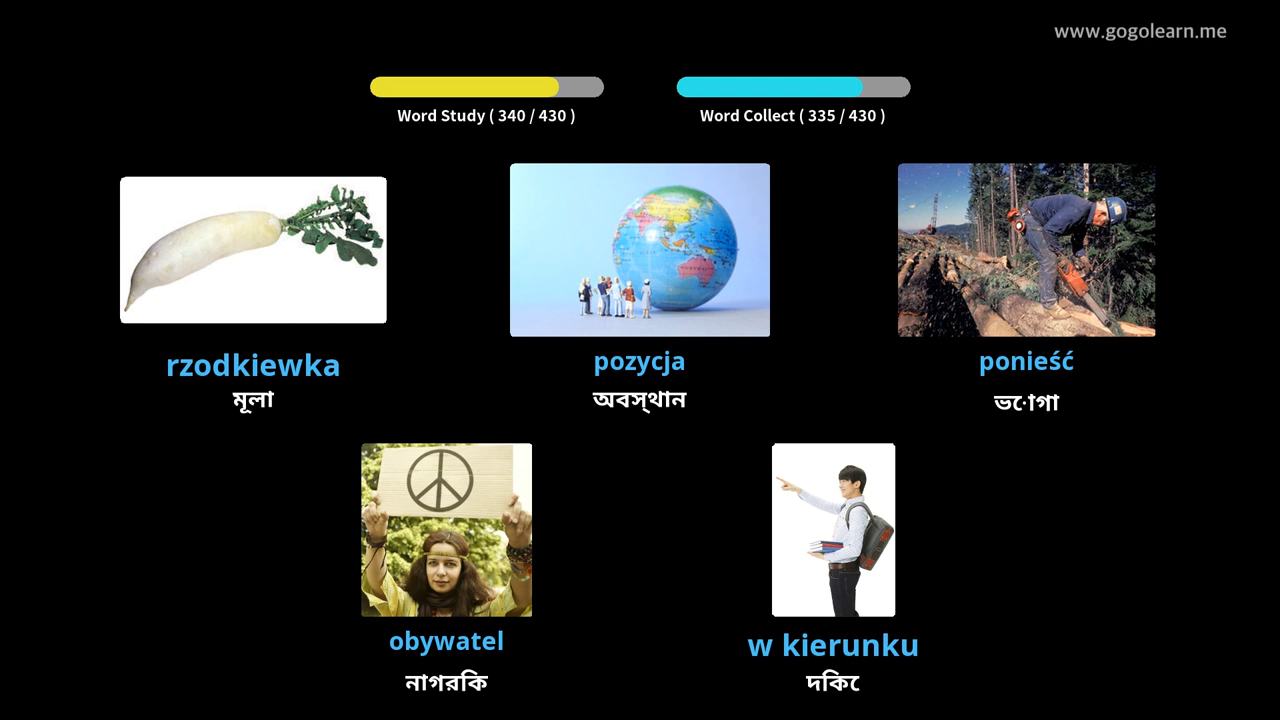 www.gogolearn.me
Word Study ( 340 / 430 )
Word Collect ( 335 / 430 )
rzodkiewka
মূলা
pozycja
অবস্থান
ponieść
ভোগা
obywatel
নাগরিক
w kierunku
দিকে